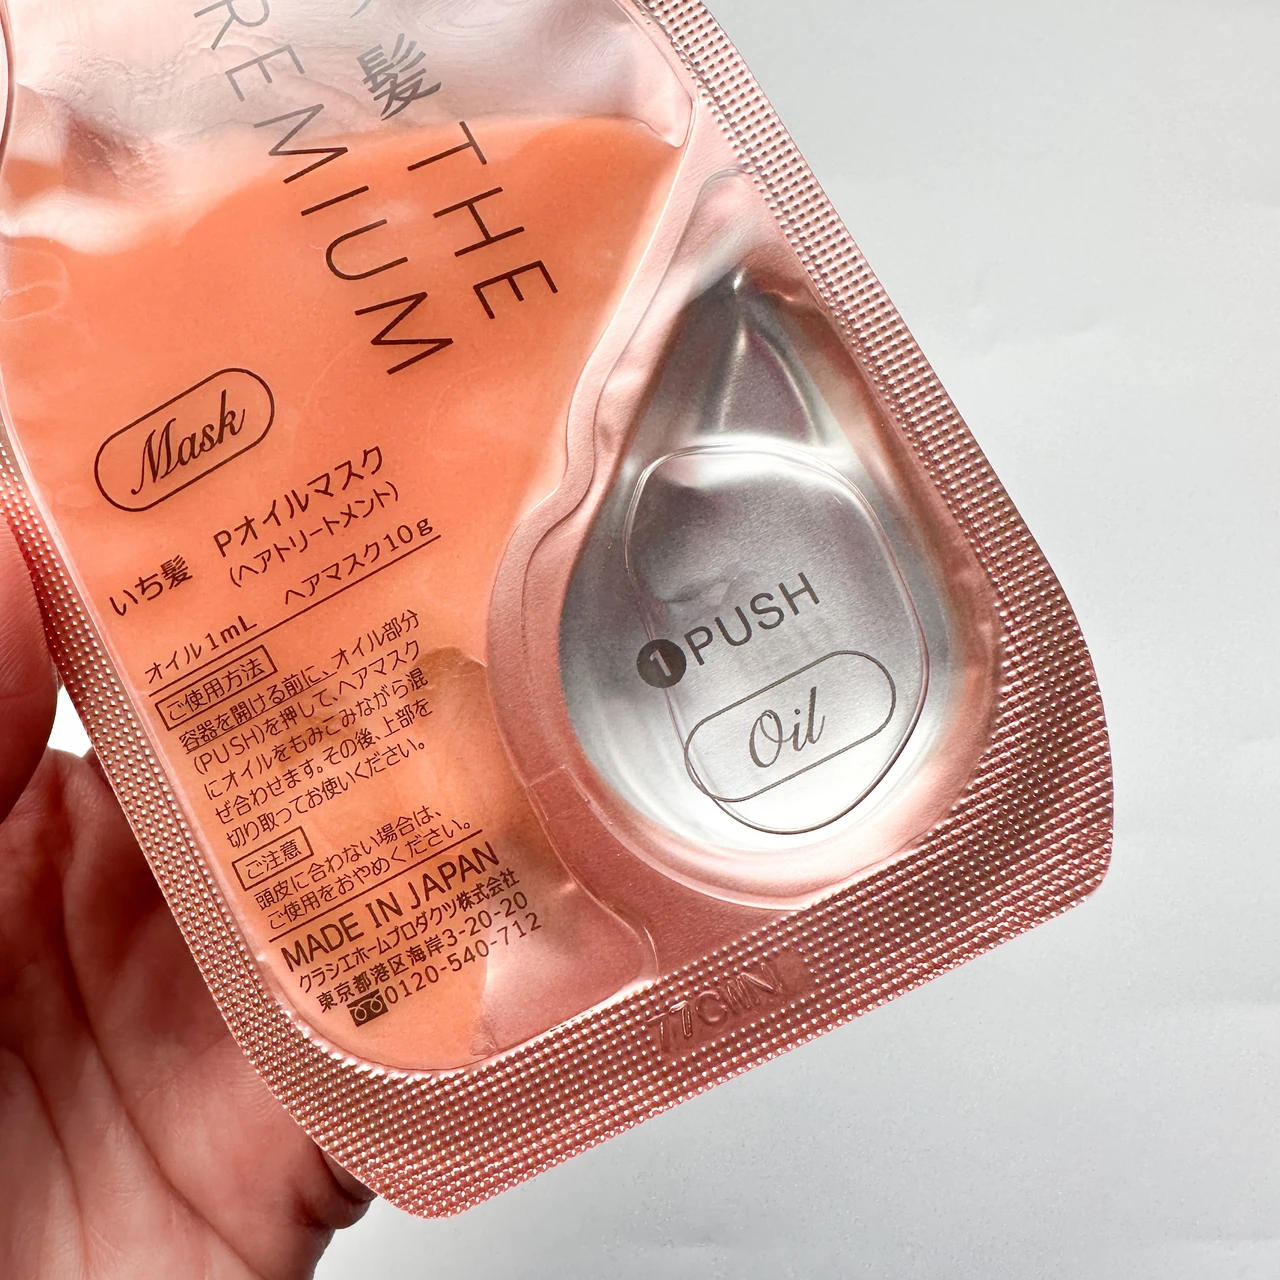 髪 THE
REMIUM
Mask
いち髪 Pオイルマスク
(ヘアトリートメント)
オイル1mL ヘアマスク10g
ご使用方法
容器を開ける前に、オイル部分
(PUSH)を押して、ヘアマスク
にオイルをもみこみながら混
ぜ合わせます。その後、上部を
切り取ってお使いください。
ご注意
頭皮に合わない場合は、
ご使用をおやめください。
MADE IN JAPAN
クラシエホームプロダクツ株式会社
東京都港区海岸3-20-20
0120-540-712
1 PUSH
Oil